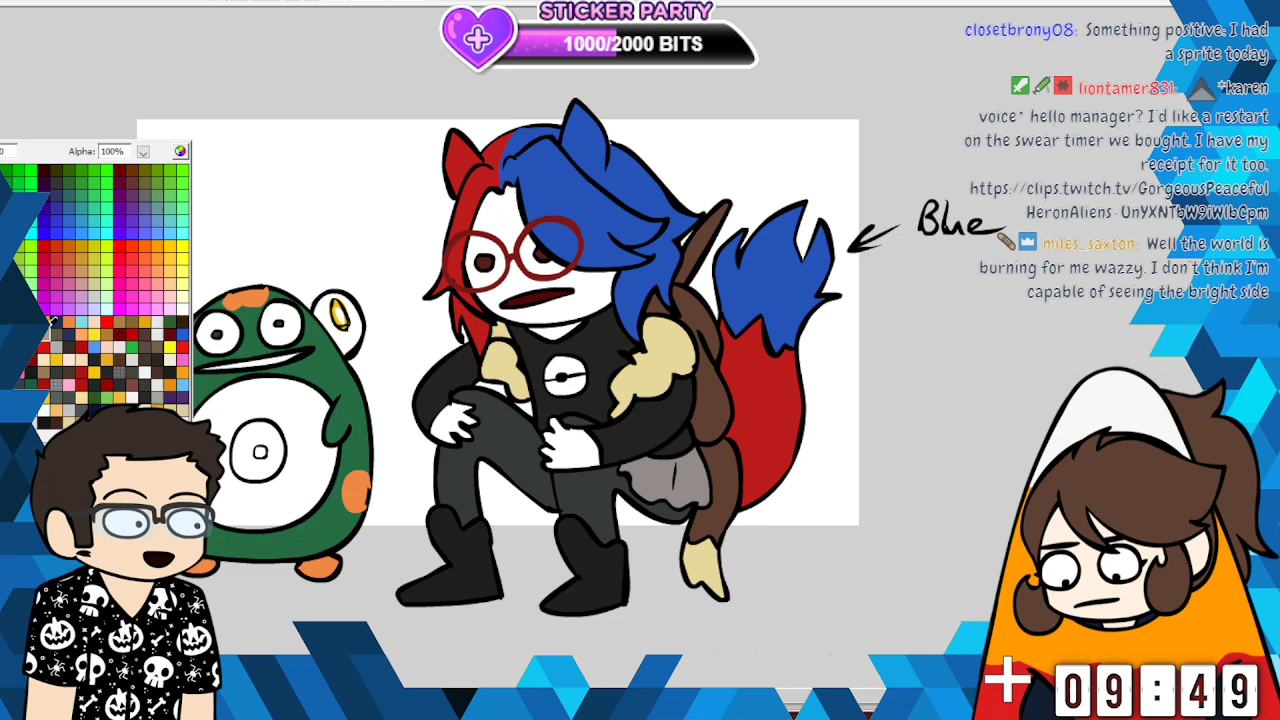 STICKER PARTY
1000/2000 BITS
closetbrony08: Something positive: I had
a sprite today
liontamer831: *karen
voice* hello manager? I'd like a restart
on the swear timer we bought. I have my
receipt for it too.
https://clips.twitch.tv/GorgeousPeaceful
HeronAliens-UnYXNTbW9iWlbCpm
miles_saxton: Well the world is
burning for me wazzy. I don't think I'm
capable of seeing the bright side
Alpha: 100%
0
Blue
+ 09:49